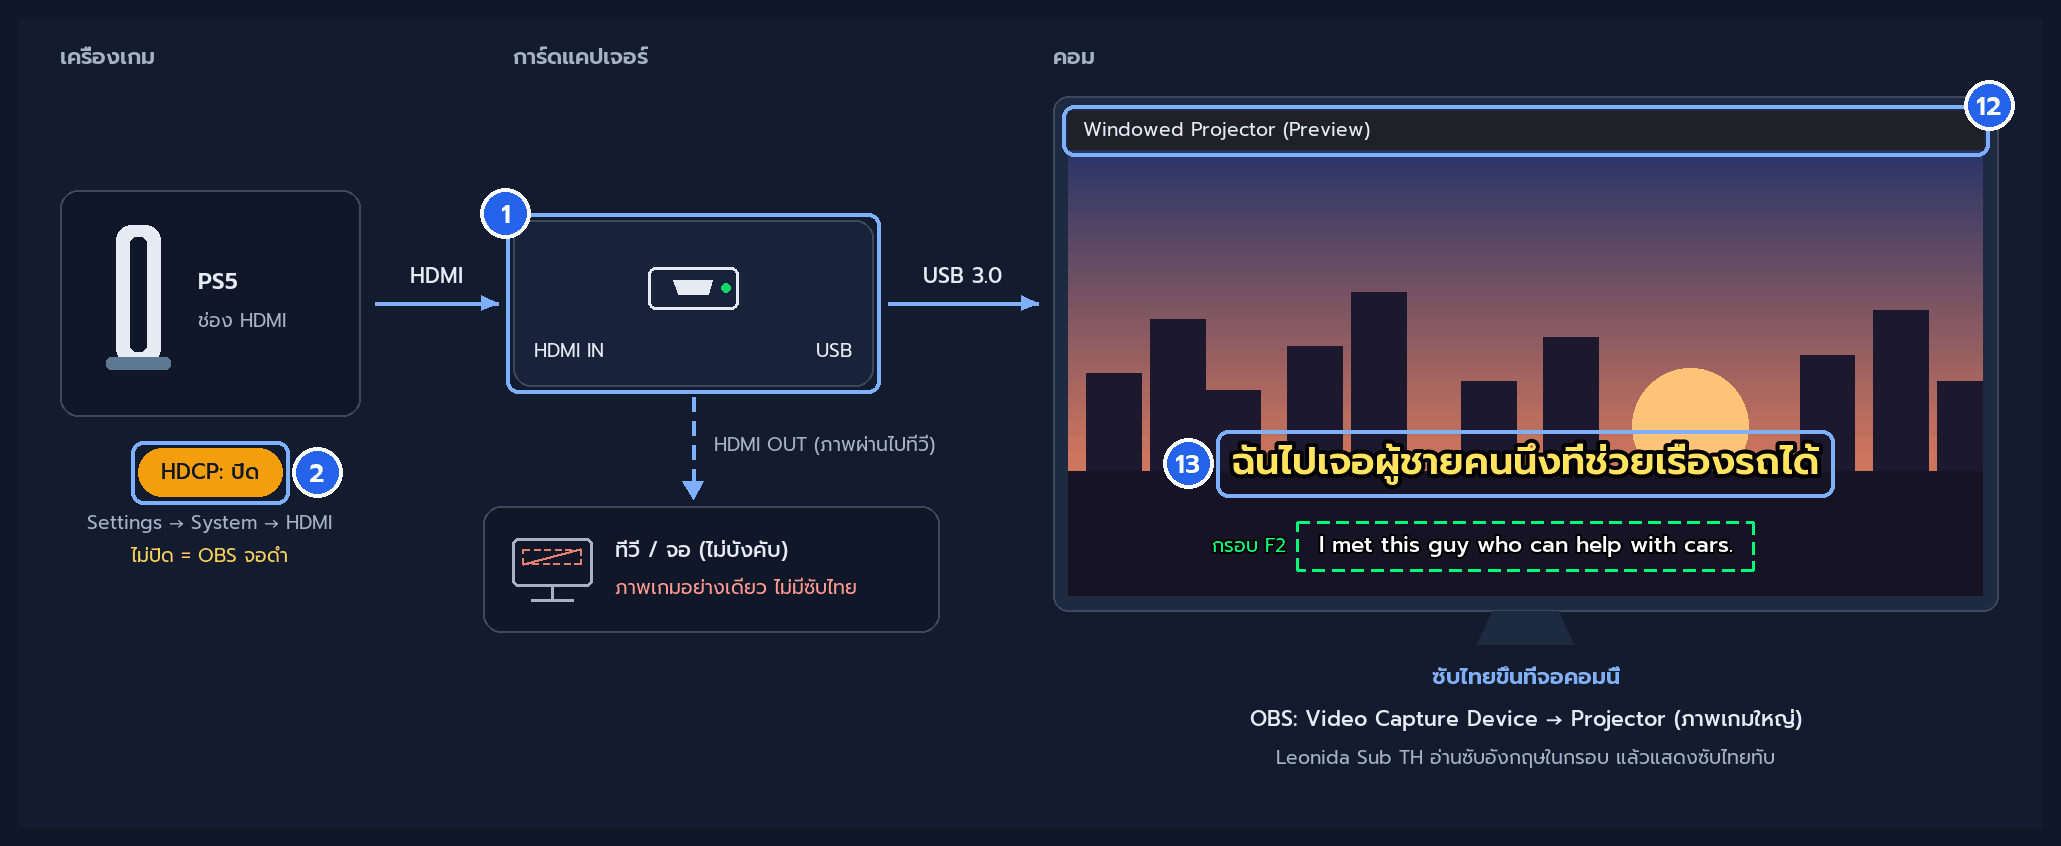 เครื่องเกม
การ์ดแคปเจอร์
คอม
12
Windowed Projector (Preview)
1
PS5
ช่อง HDMI
HDMI
HDMI IN
USB
USB 3.0
HDMI OUT (ภาพผ่านไปทีวี)
HDCP: ปิด
2
Settings → System → HDMI
ไม่ปิด = OBS จอดำ
ทีวี / จอ (ไม่บังคับ)
ภาพเกมอย่างเดียว ไม่มีซับไทย
13
ฉันไปเจอผู้ชายคนนึงที่ช่วยเรื่องรถได้
กรอบ F2
I met this guy who can help with cars.
ซับไทยขึ้นที่จอคอมนี้
OBS: Video Capture Device → Projector (ภาพเกมใหญ่)
Leonida Sub TH อ่านซับอังกฤษในกรอบ แล้วแสดงซับไทยทับ